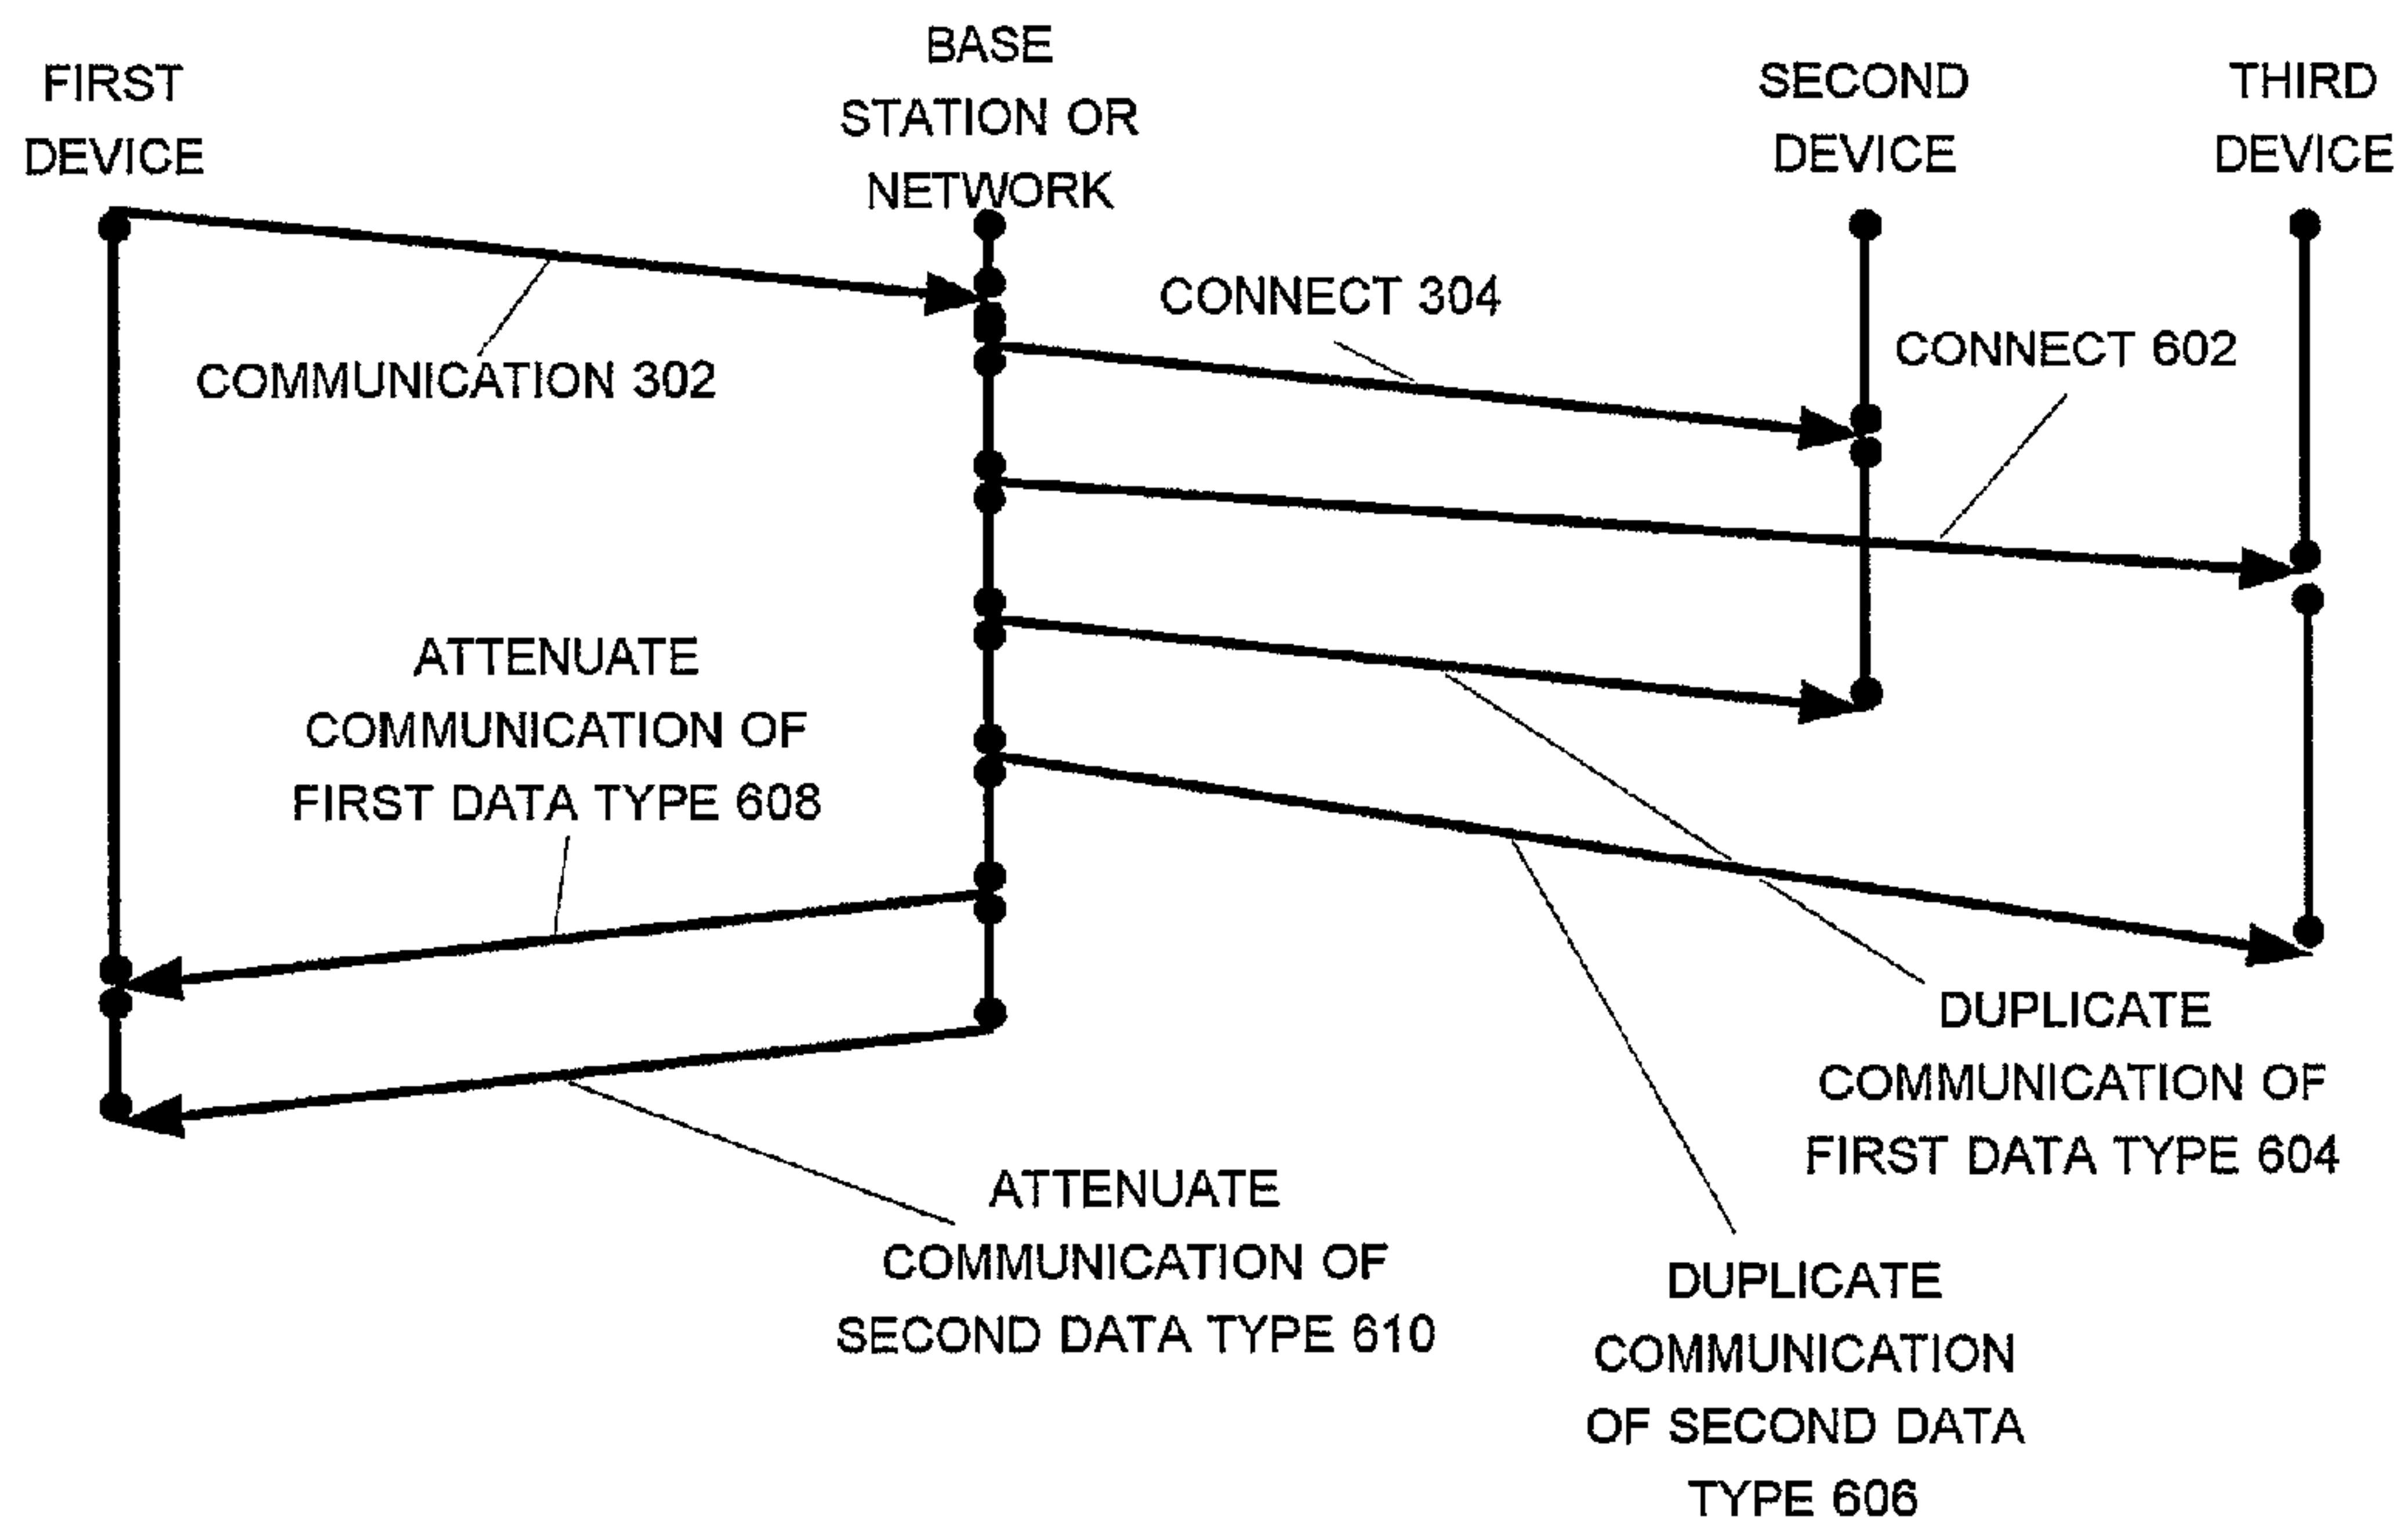 FIRST
DEVICE
BASE
STATION OR
NETWORK
SECOND
DEVICE
THIRD
DEVICE
COMMUNICATION 302
CONNECT 304
CONNECT 602
ATTENUATE
COMMUNICATION OF
FIRST DATA TYPE 608
DUPLICATE
COMMUNICATION OF
FIRST DATA TYPE 604
ATTENUATE
COMMUNICATION OF
SECOND DATA TYPE 610
DUPLICATE
COMMUNICATION
OF SECOND DATA
TYPE 606